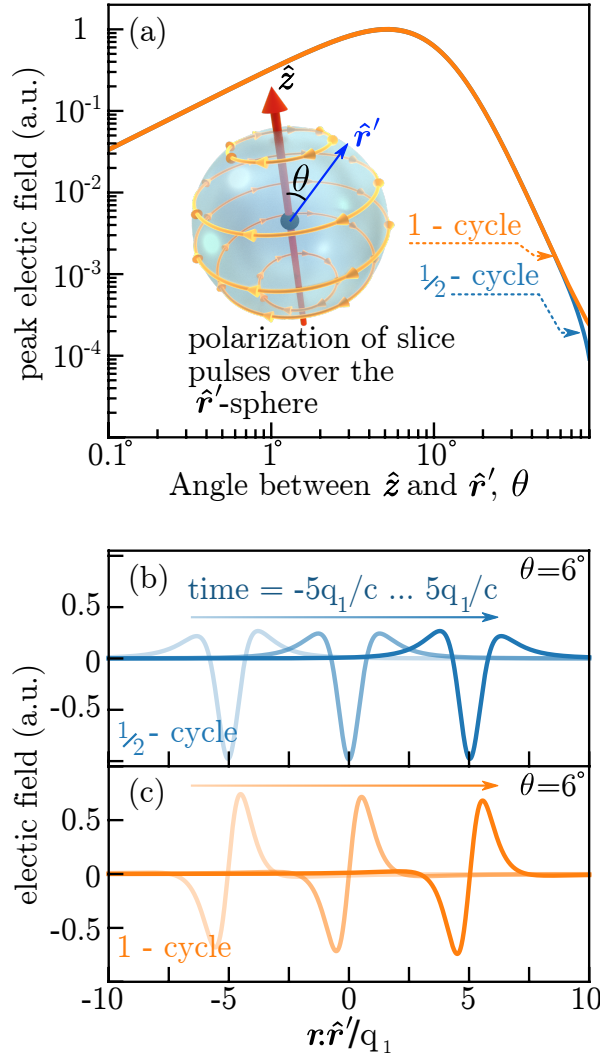 (a)
peak electic field (a.u.)
1
10⁻¹
10⁻²
10⁻³
10⁻⁴
ẑ
r̂′
θ
1 - cycle
½- cycle
polarization of slice
pulses over the
r̂′-sphere
0.1° 1° 10°
Angle between ẑ and r̂′, θ
(b)
time = -5q₁/c ... 5q₁/c
θ=6°
0.5
0
-0.5
½- cycle
electic field (a.u.)
(c)
θ=6°
0.5
0
-0.5
1 - cycle
-10 -5 0 5 10
r.r̂′/q₁